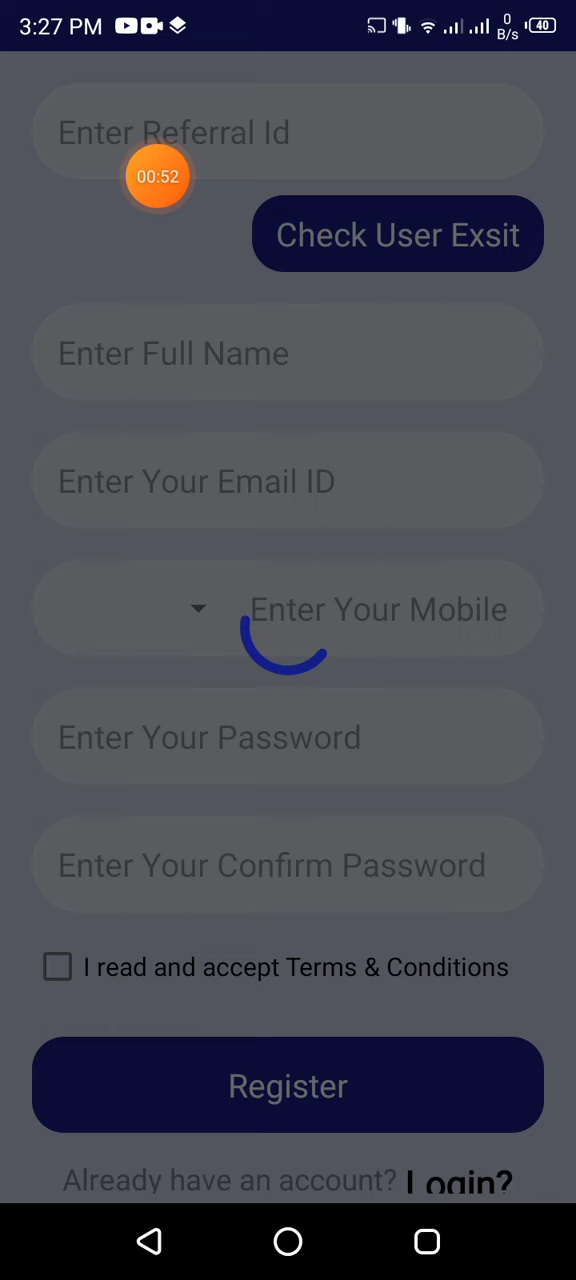 3:27 PM
0
B/s
40
Enter Referral Id
00:52
Check User Exsit
Enter Full Name
Enter Your Email ID
Enter Your Mobile
Enter Your Password
Enter Your Confirm Password
I read and accept Terms & Conditions
Register
Already have an account? Login?